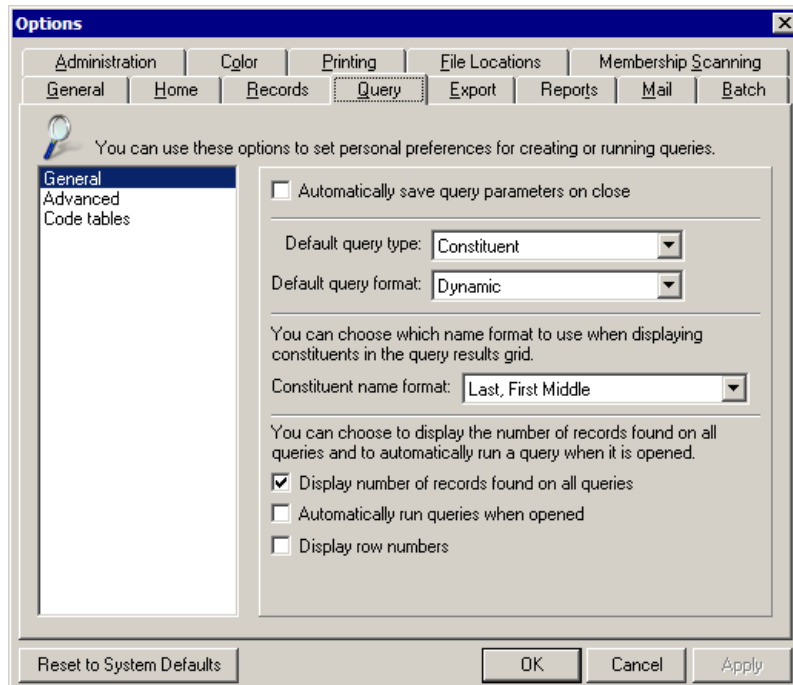 Options
Administration Color Printing File Locations Membership Scanning
General Home Records Query Export Reports Mail Batch
You can use these options to set personal preferences for creating or running queries.
General
Advanced
Code tables
Automatically save query parameters on close
Default query type: Constituent
Default query format: Dynamic
You can choose which name format to use when displaying
constituents in the query results grid.
Constituent name format: Last, First Middle
You can choose to display the number of records found on all
queries and to automatically run a query when it is opened.
Display number of records found on all queries
Automatically run queries when opened
Display row numbers
Reset to System Defaults OK Cancel Apply